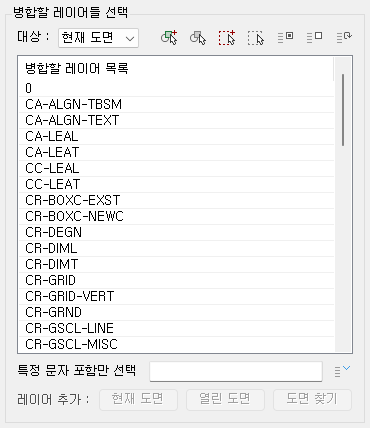 병합할 레이어들 선택
대상 : 현재 도면
병합할 레이어 목록
0
CA-ALGN-TBSM
CA-ALGN-TEXT
CA-LEAL
CA-LEAT
CC-LEAL
CC-LEAT
CR-BOXC-EXST
CR-BOXC-NEWC
CR-DEGN
CR-DIML
CR-DIMT
CR-GRID
CR-GRID-VERT
CR-GRND
CR-GSCL-LINE
CR-GSCL-MISC
특정 문자 포함만 선택
레이어 추가 : 현재 도면 열린 도면 도면 찾기